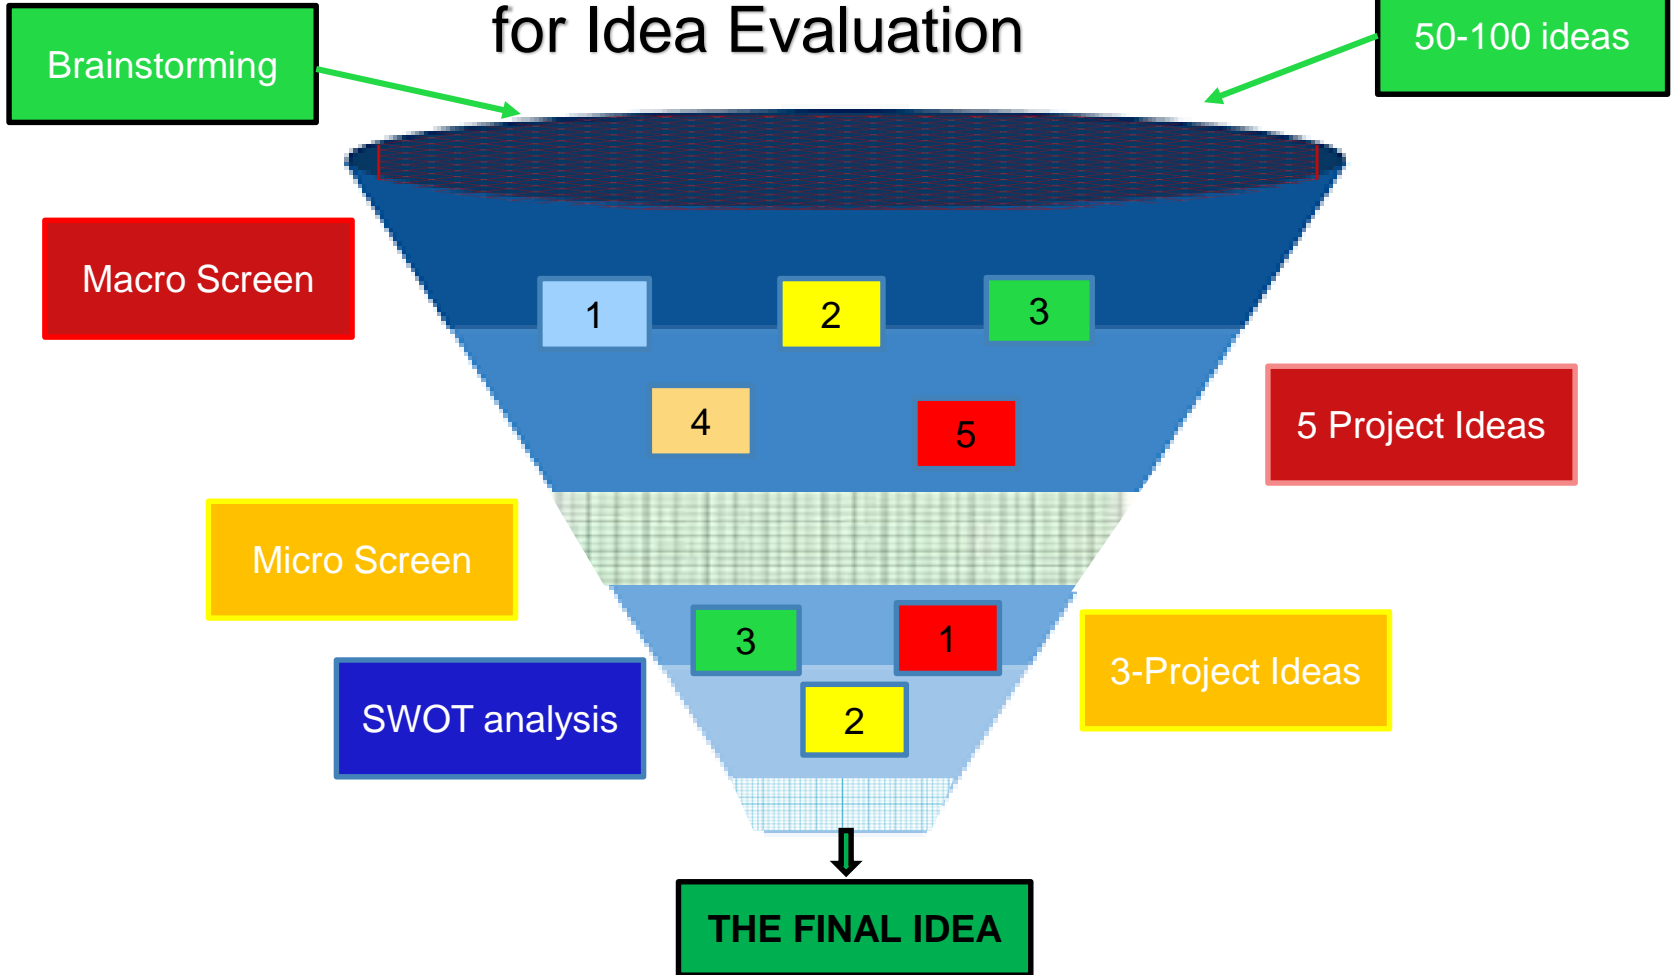 for Idea Evaluation
Brainstorming
50-100 ideas
Macro Screen
1
2
3
4
5
5 Project Ideas
Micro Screen
3
1
2
3-Project Ideas
SWOT analysis
THE FINAL IDEA